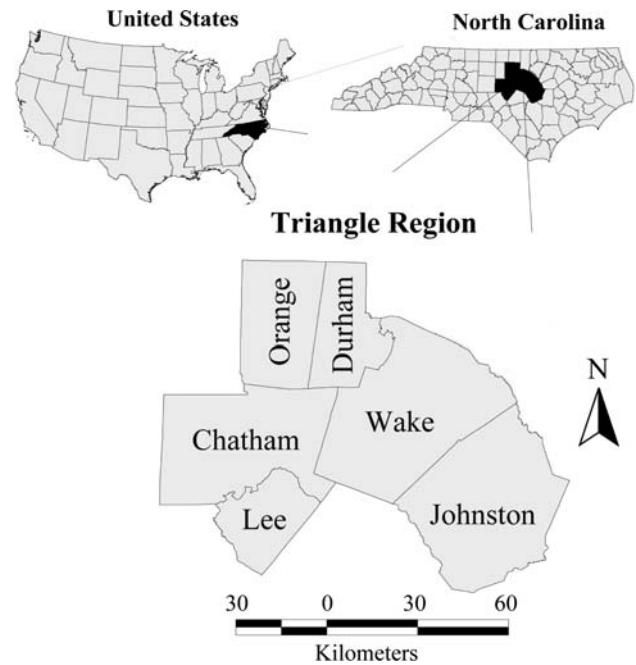 United States
North Carolina
Triangle Region
Orange
Durham
N
Wake
Chatham
Lee
Johnston
30 0 30 60
Kilometers